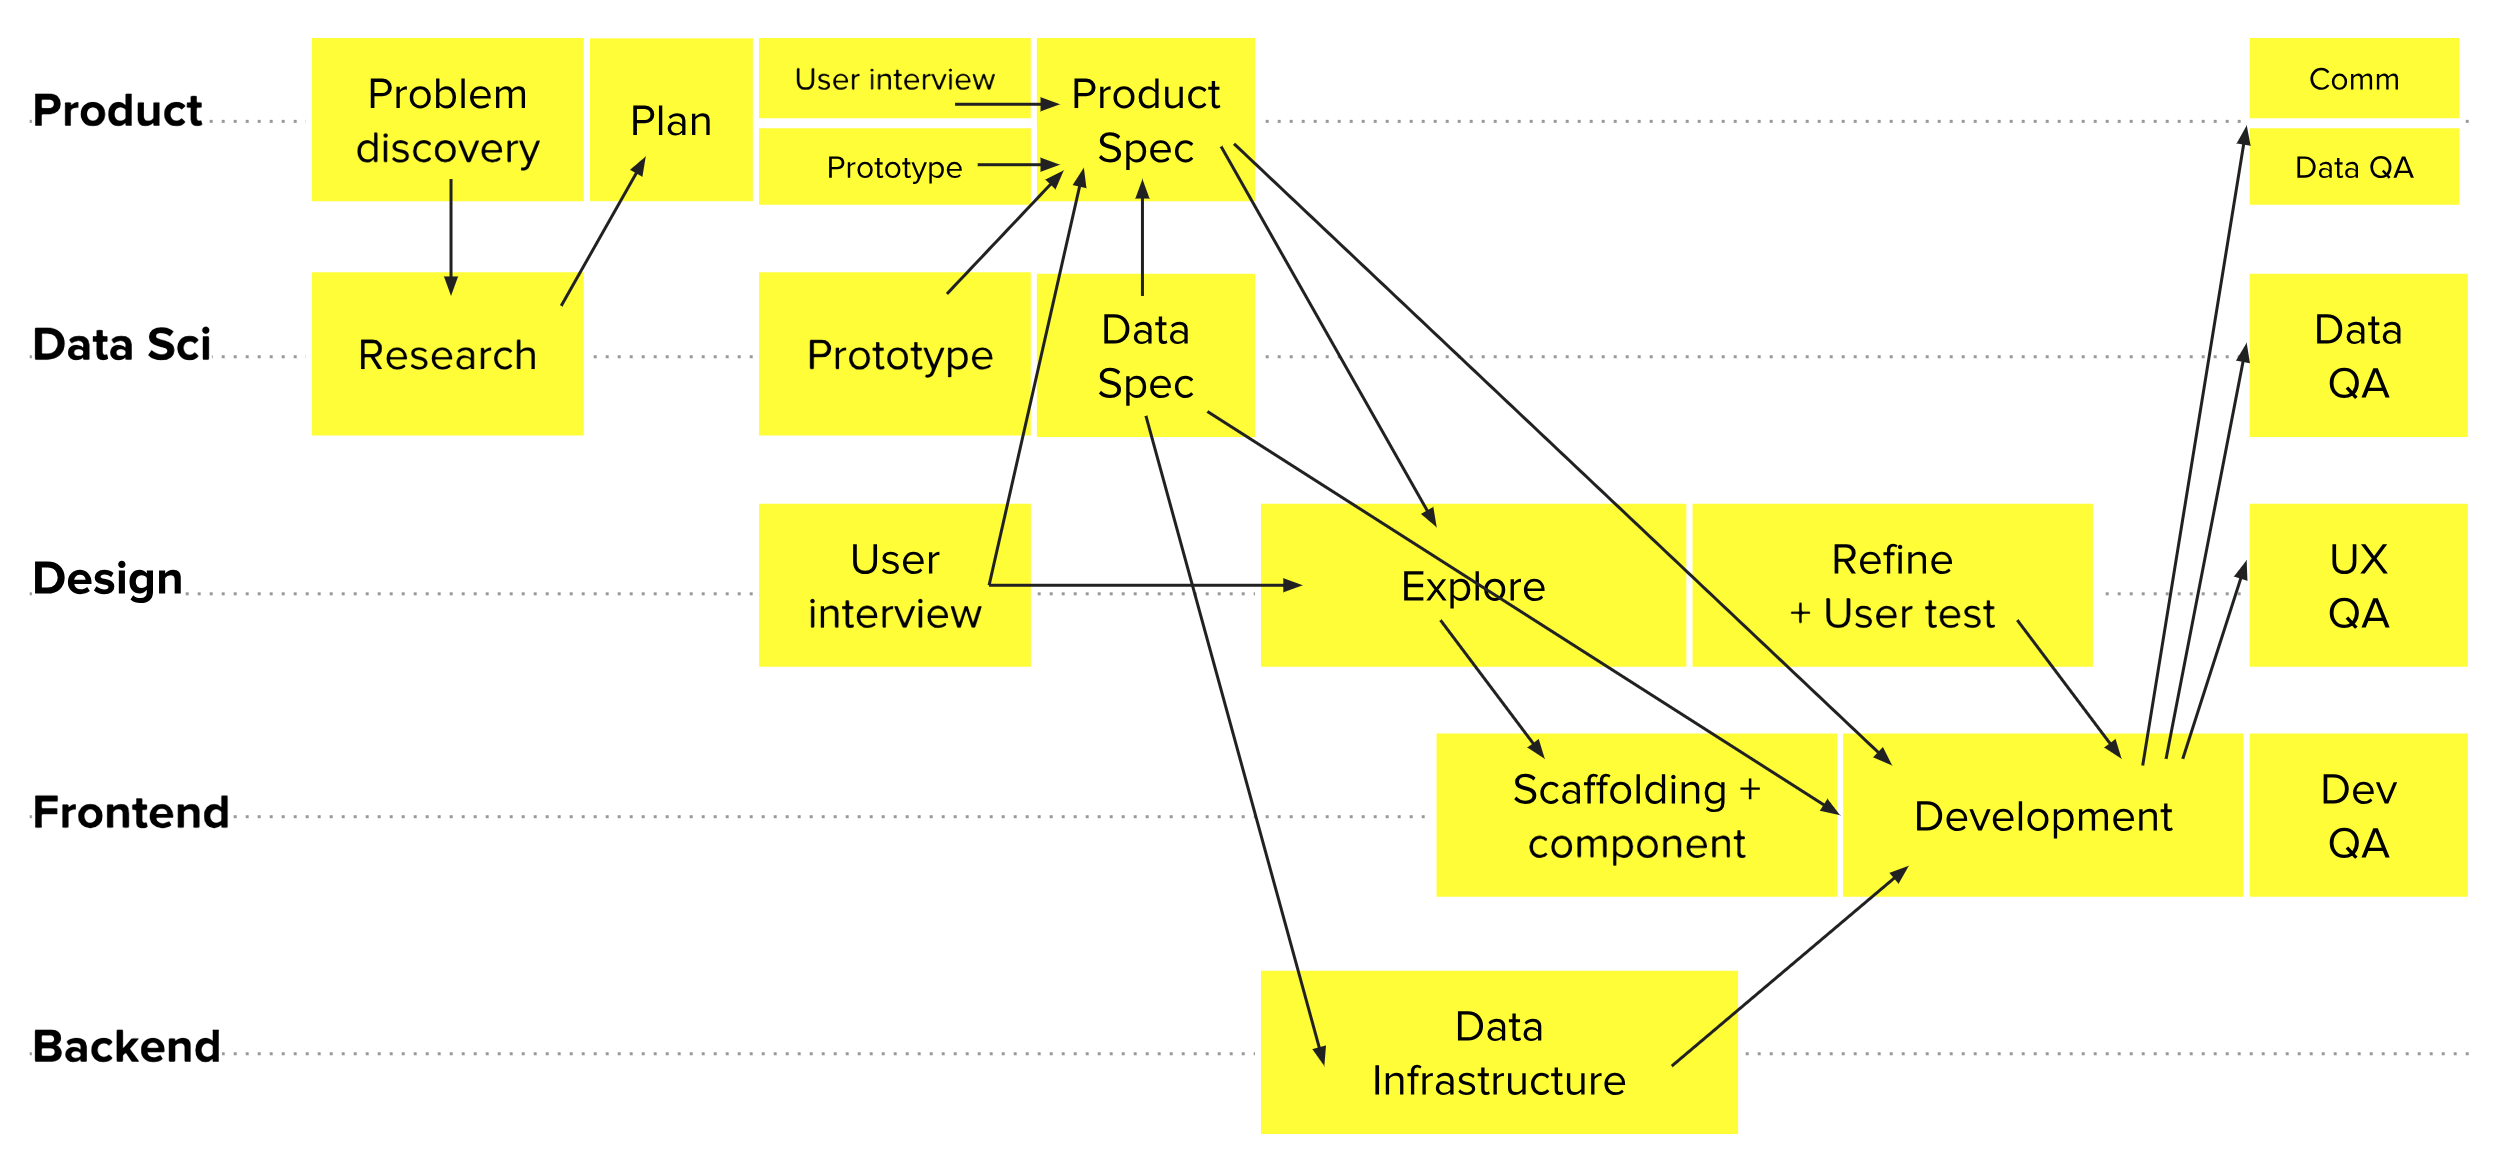 Product
Problem
discovery
Plan
User interview
Prototype
Product
Spec
Comm
Data QA
Data Sci
Research
Prototype
Data
Spec
Data
QA
Design
User
interview
Explore
Refine
+ User test
UX
QA
Frontend
Scaffolding +
component
Development
Dev
QA
Backend
Data
Infrastructure